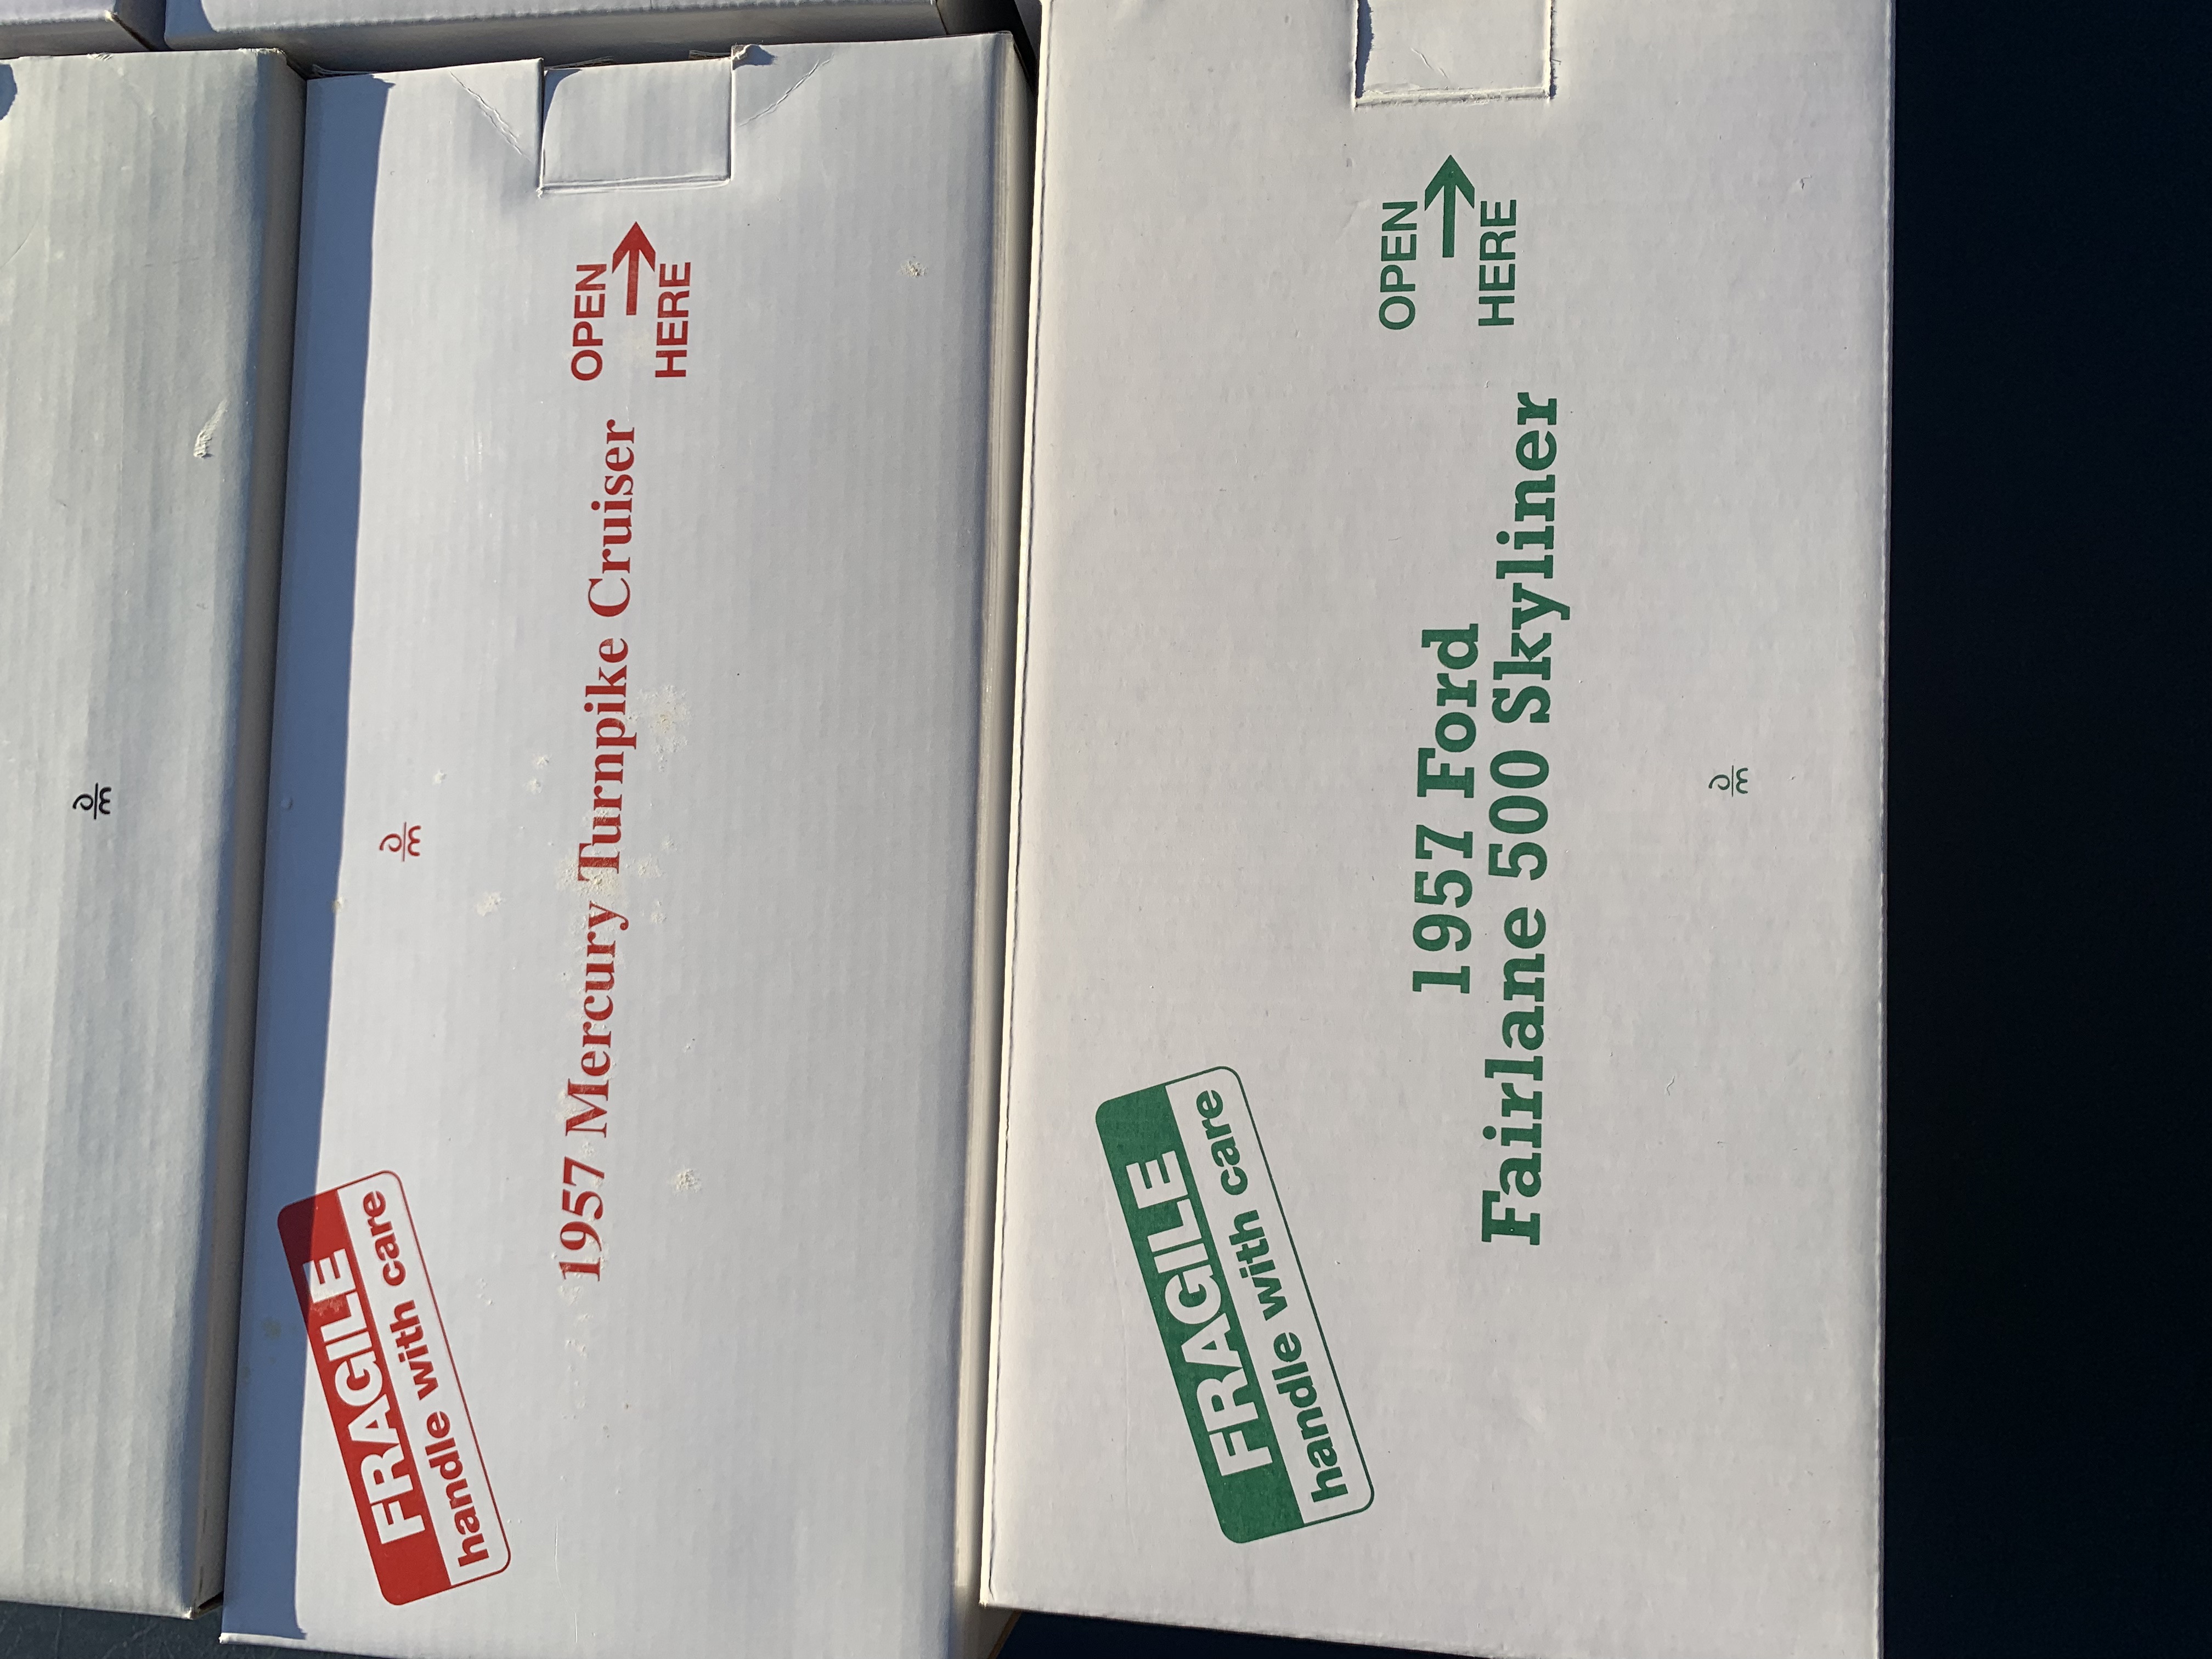 FRAGILE
handle with care
1957 Mercury Turnpike Cruiser
OPEN
HERE
FRAGILE
handle with care
1957 Ford
Fairlane 500 Skyliner
OPEN
HERE